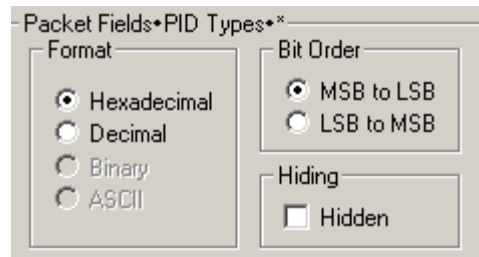 Packet Fields•PID Types•*
Format
Hexadecimal
Decimal
Binary
ASCII
Bit Order
MSB to LSB
LSB to MSB
Hiding
Hidden